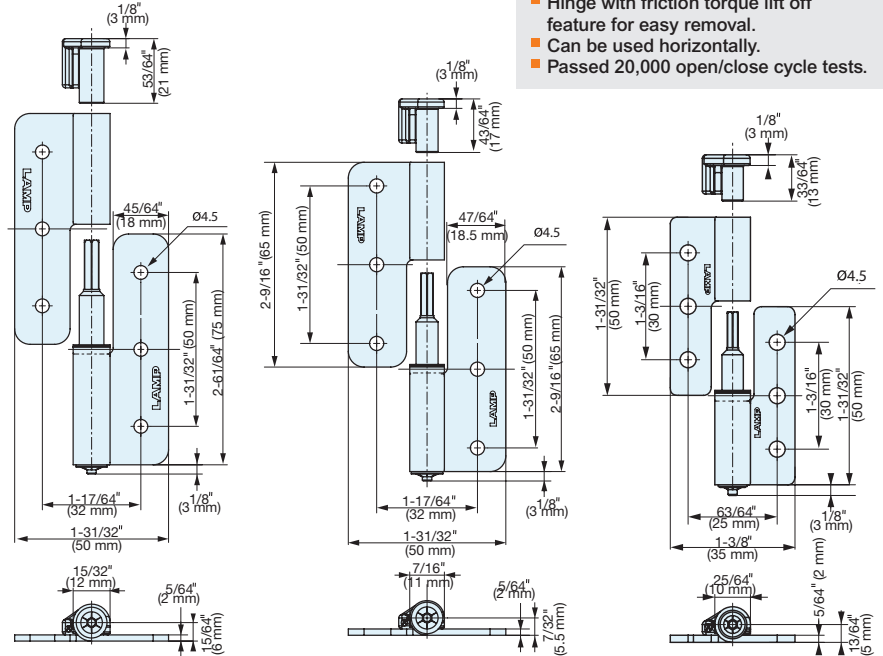 Hinge with friction torque lift off
feature for easy removal.
Can be used horizontally.
Passed 20,000 open/close cycle tests.
1/8"
(3 mm)
53/64"
(21 mm)
LAMP
45/64"
(18 mm)
Ø4.5
1-31/32" (50 mm)
2-61/64" (75 mm)
LAMP
1/8"
(3 mm)
1-17/64"
(32 mm)
1-31/32"
(50 mm)
15/32"
(12 mm)
5/64"
(2 mm)
15/64"
(6 mm)
1/8"
(3 mm)
43/64"
(17 mm)
2-9/16" (65 mm)
1-31/32" (50 mm)
LAMP
47/64"
(18.5 mm)
Ø4.5
1-31/32" (50 mm)
2-9/16" (65 mm)
LAMP
1/8"
(3 mm)
1-17/64"
(32 mm)
1-31/32"
(50 mm)
7/16"
(11 mm)
5/64"
(2 mm)
7/32"
(5.5 mm)
1/8"
(3 mm)
33/64"
(13 mm)
1-31/32"
(50 mm)
1-3/16"
(30 mm)
LAMP
Ø4.5
1-3/16"
(30 mm)
1-31/32"
(50 mm)
LAMP
1/8"
(3 mm)
63/64"
(25 mm)
1-3/8"
(35 mm)
25/64"
(10 mm)
5/64" (2 mm)
13/64"
(5 mm)